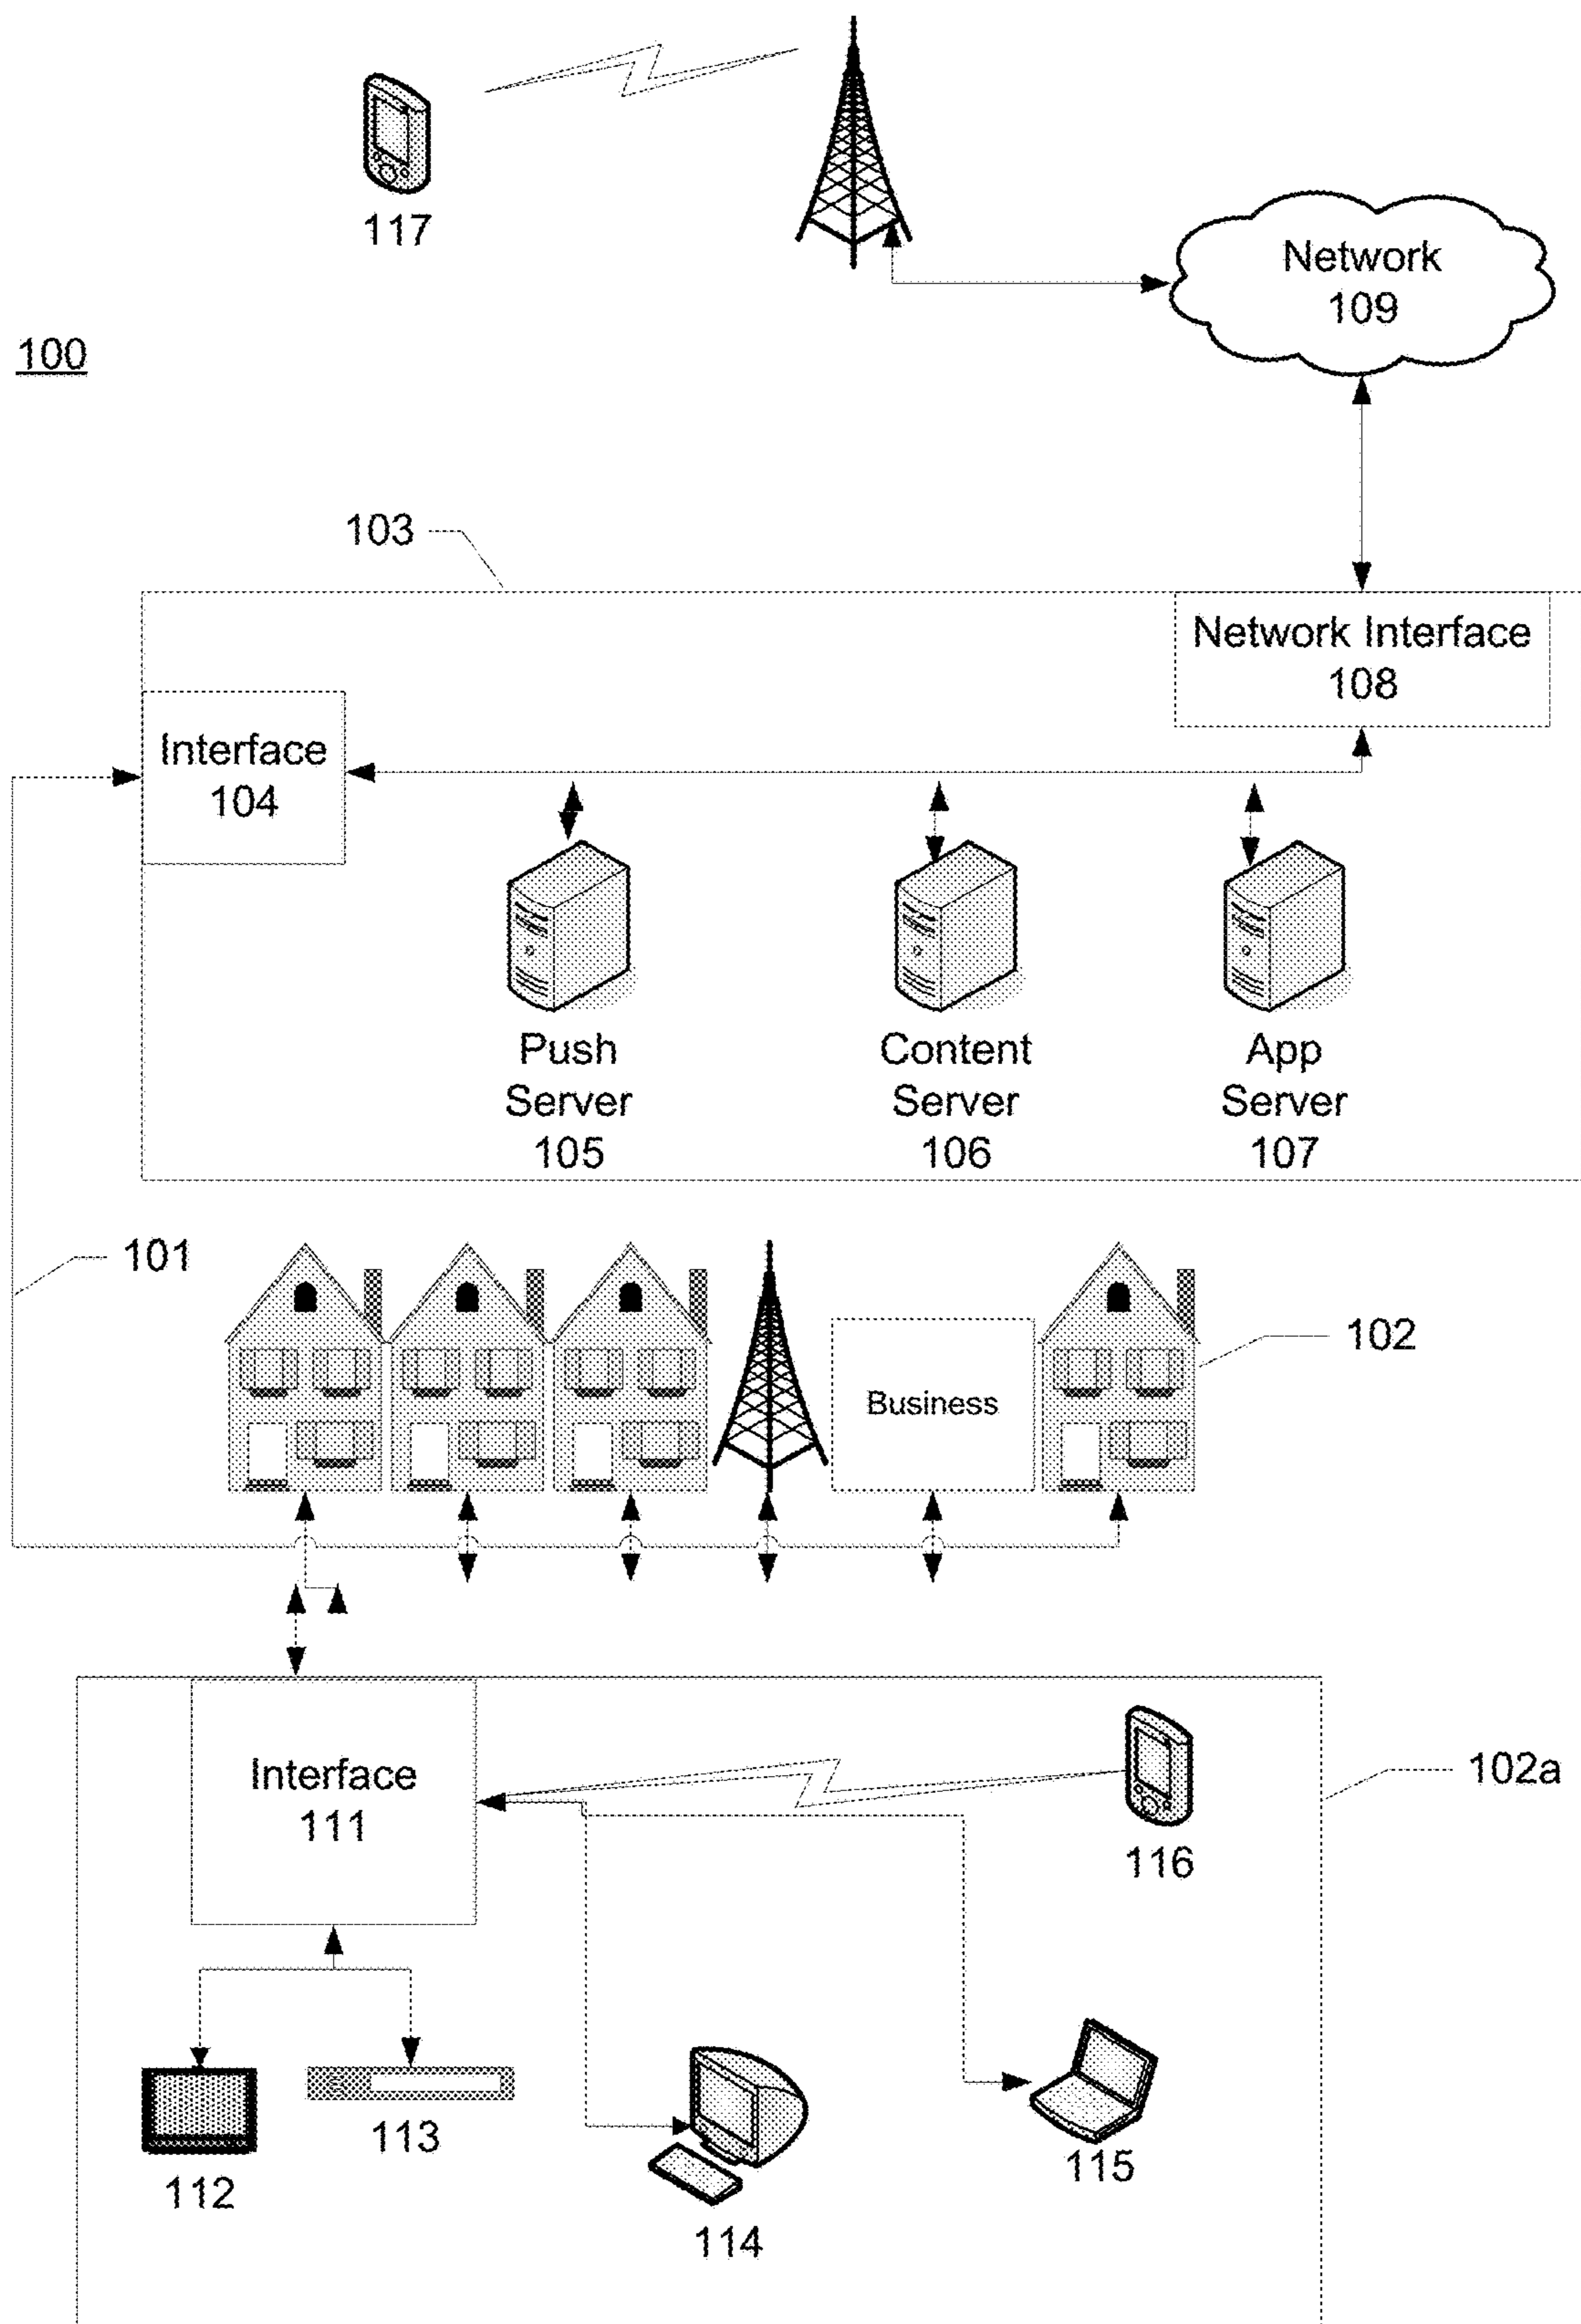 117
Network
109
100
103
Network Interface
108
Interface
104
Push
Server
105
Content
Server
106
App
Server
107
101
102
Business
Interface
111
102a
116
112
113
114
115